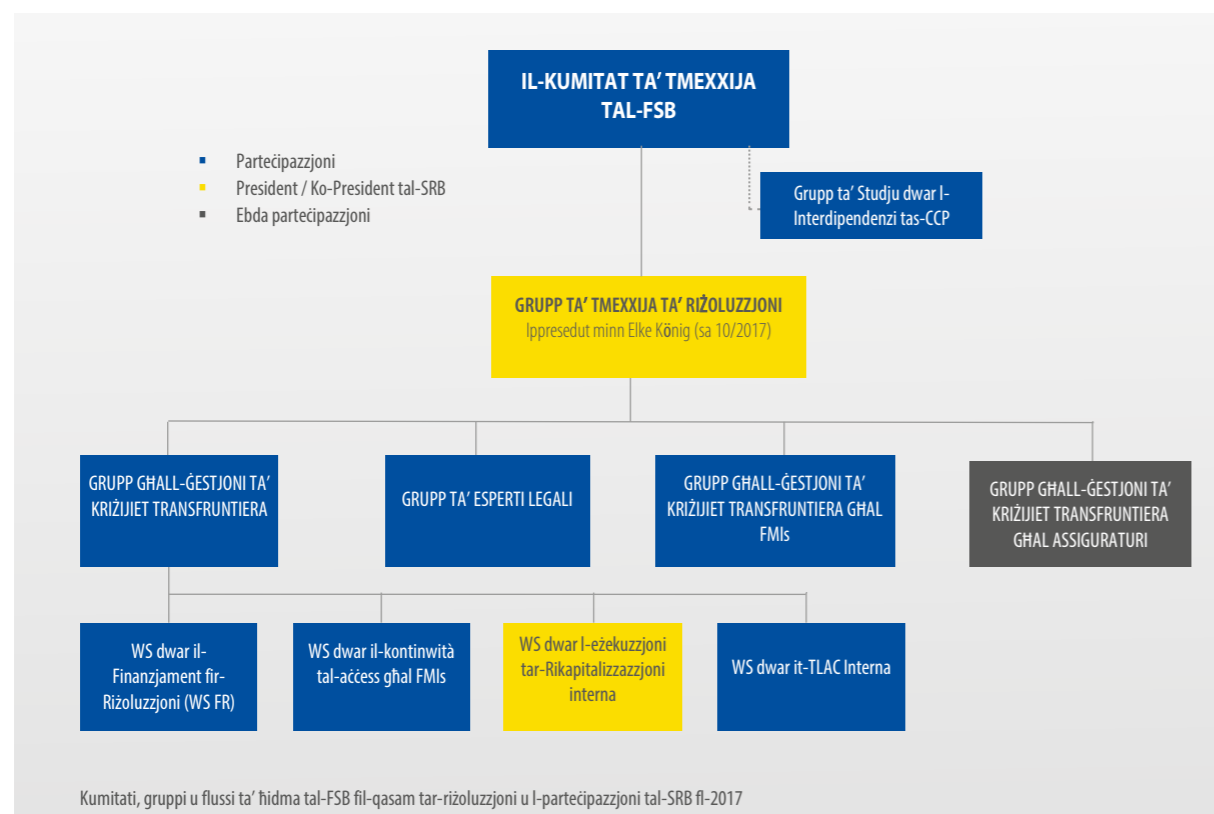 IL-KUMITAT TA’ TMEXXIJA
TAL-FSB
Parteċipazzjoni
President / Ko-President tal-SRB
Ebda parteċipazzjoni
Grupp ta’ Studju dwar l-
Interdipendenzi tas-CCP
GRUPP TA’ TMEXXIJA TA’ RIŻOLUZZJONI
Ippresedut minn Elke König (sa 10/2017)
GRUPP GĦALL-ĠESTJONI TA’
KRIŻIJIET TRANSFRUNTIERA
GRUPP TA’ ESPERTI LEGALI
GRUPP GĦALL-ĠESTJONI TA’
KRIŻIJIET TRANSFRUNTIERA GĦAL
FMIs
GRUPP GĦALL-ĠESTJONI TA’
KRIŻIJIET TRANSFRUNTIERA
GĦAL ASSIGURATURI
WS dwar il-
Finanzjament fir-
Riżoluzzjoni (WS FR)
WS dwar il-kontinwità
tal-aċċess għal FMIs
WS dwar l-eżekuzzjoni
tar-Rikapitalizzazzjoni
interna
WS dwar it-TLAC Interna
Kumitati, gruppi u flussi ta’ ħidma tal-FSB fil-qasam tar-riżoluzzjoni u l-parteċipazzjoni tal-SRB fl-2017